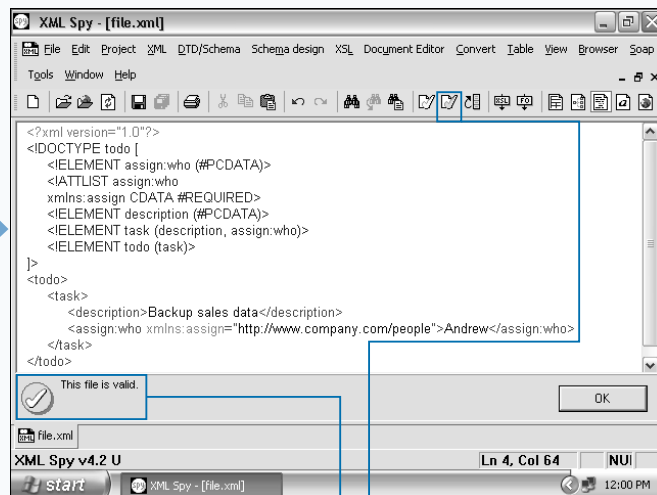 XML Spy - [file.xml]
File Edit Project XML DTD/Schema Schema design XSL Document Editor Convert Table View Browser Soap
Tools Window Help
<?xml version="1.0"?>
<!DOCTYPE todo [
<!ELEMENT assign:who (#PCDATA)>
<!ATTLIST assign:who
xmlns:assign CDATA #REQUIRED>
<!ELEMENT description (#PCDATA)>
<!ELEMENT task (description, assign:who)>
<!ELEMENT todo (task)>
]>
<todo>
<task>
<description>Backup sales data</description>
<assign:who xmlns:assign="http://www.company.com/people">Andrew</assign:who>
</task>
</todo>
This file is valid.
OK
file.xml
XML Spy v4.2 U
Ln 4, Col 64
NUI
start
XML Spy - [file.xml]
12:00 PM